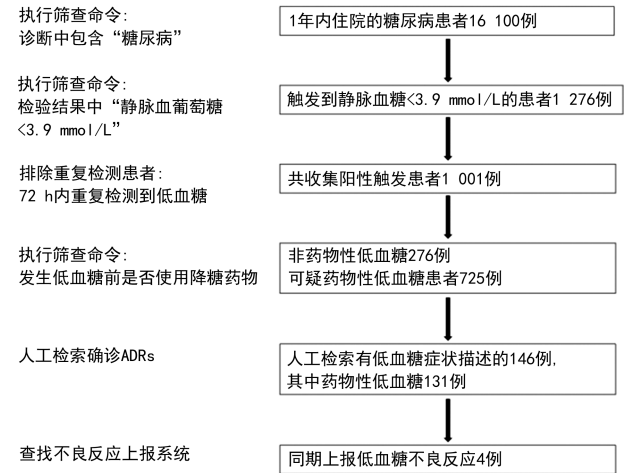 执行筛查命令:
诊断中包含“糖尿病”
1年内住院的糖尿病患者16 100例
执行筛查命令:
检验结果中“静脉血葡萄糖
<3.9 mmol/L”
触发到静脉血糖<3.9 mmol/L的患者1 276例
排除重复检测患者:
72 h内重复检测到低血糖
共收集阳性触发患者1 001例
执行筛查命令:
发生低血糖前是否使用降糖药物
非药物性低血糖276例
可疑药物性低血糖患者725例
人工检索确诊ADRs
人工检索有低血糖症状描述的146例,
其中药物性低血糖131例
查找不良反应上报系统
同期上报低血糖不良反应4例